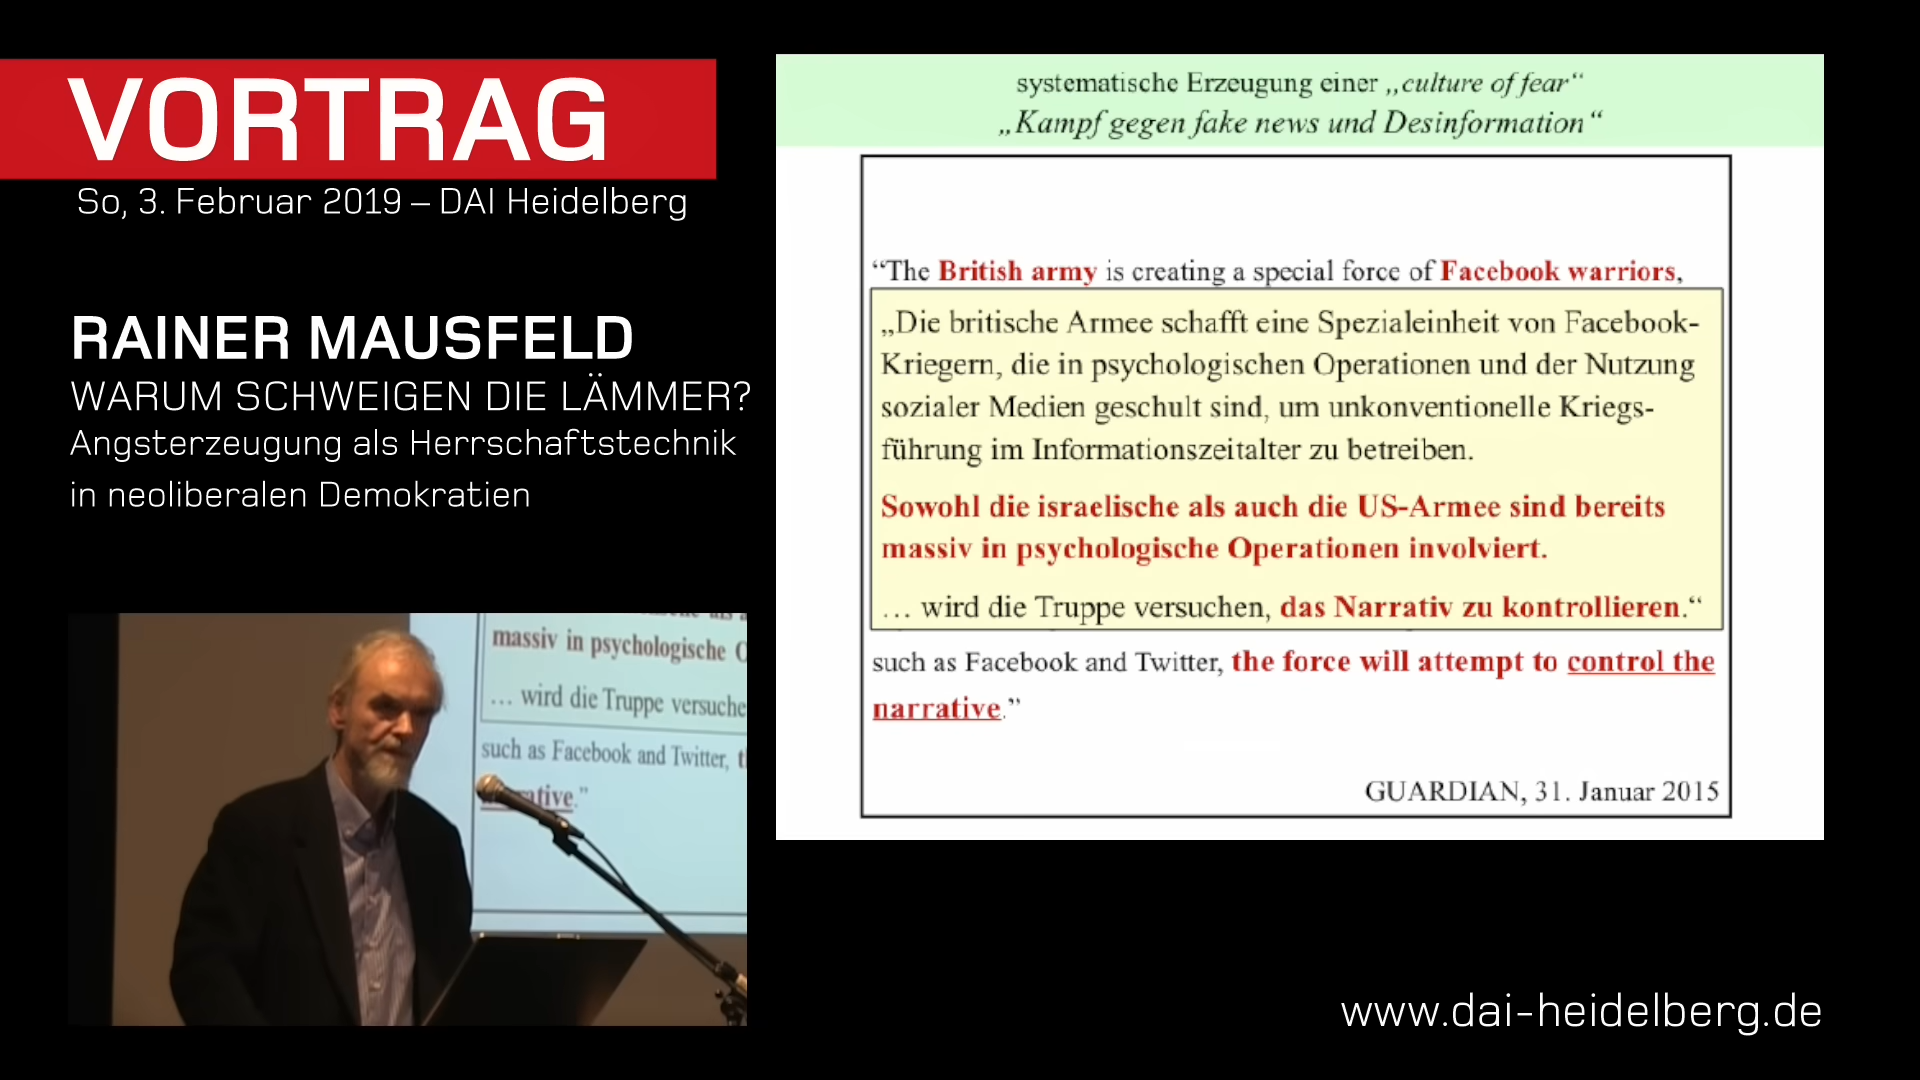 VORTRAG
So, 3. Februar 2019 – DAI Heidelberg
RAINER MAUSFELD
WARUM SCHWEIGEN DIE LÄMMER?
Angsterzeugung als Herrschaftstechnik
in neoliberalen Demokratien
systematische Erzeugung einer „culture of fear“
„Kampf gegen fake news und Desinformation“
“The British army is creating a special force of Facebook warriors,
„Die britische Armee schafft eine Spezialeinheit von Facebook-
Kriegern, die in psychologischen Operationen und der Nutzung
sozialer Medien geschult sind, um unkonventionelle Kriegs-
führung im Informationszeitalter zu betreiben.
Sowohl die israelische als auch die US-Armee sind bereits
massiv in psychologische Operationen involviert.
… wird die Truppe versuchen, das Narrativ zu kontrollieren.“
such as Facebook and Twitter, the force will attempt to control the
narrative.”
GUARDIAN, 31. Januar 2015
massiv in psychologische O
… wird die Truppe versuche
such as Facebook and Twitter, t
ative.”
www.dai-heidelberg.de